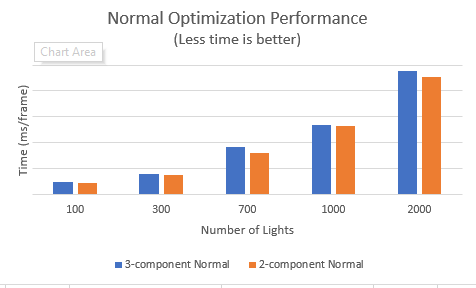 Normal Optimization Performance
(Less time is better)
Chart Area
Time (ms/frame)
100 300 700 1000 2000
Number of Lights
3-component Normal 2-component Normal